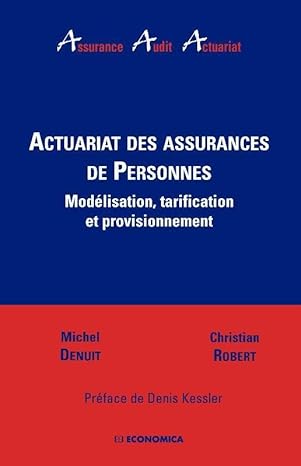 Assurance Audit Actuariat
ACTUARIAT DES ASSURANCES
DE PERSONNES
Modélisation, tarification
et provisionnement
Michel Christian
DENUIT ROBERT
Préface de Denis Kessler
ECONOMICA